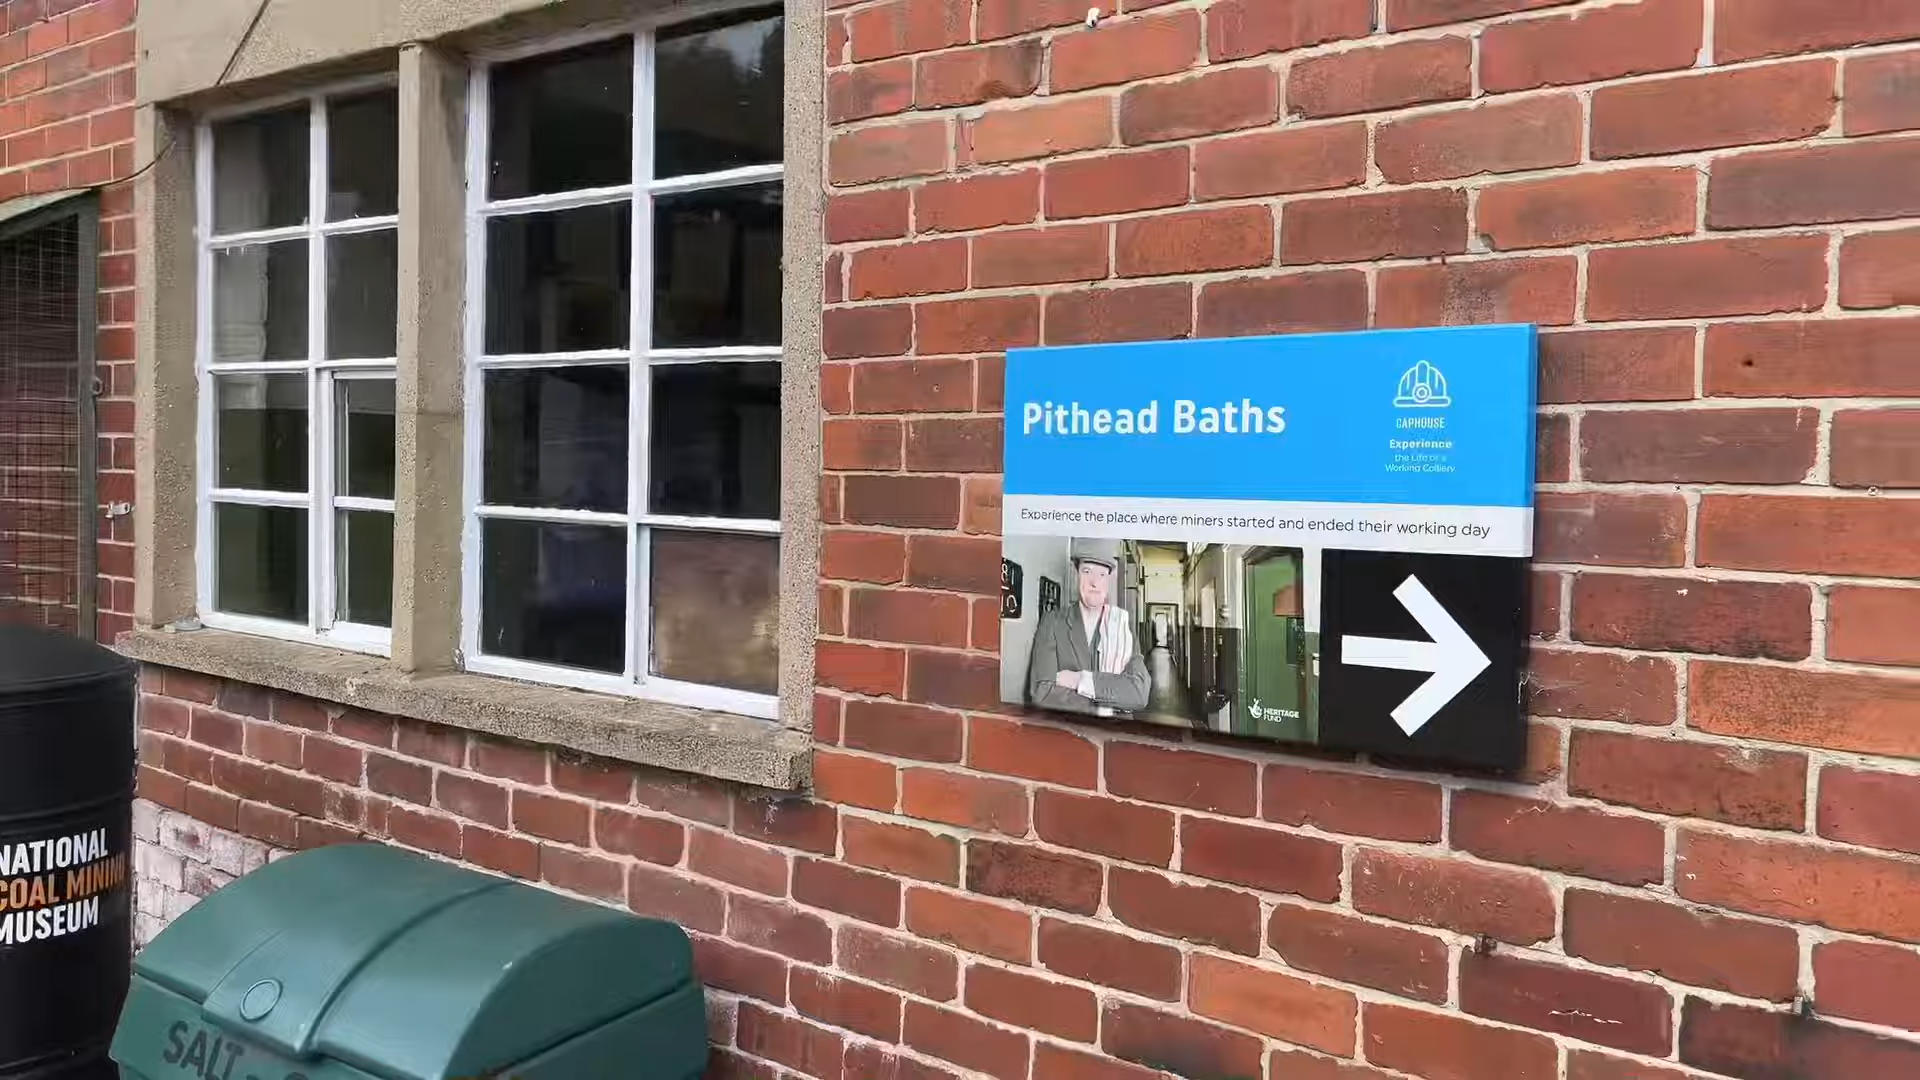 Pithead Baths
CAPHOUSE
Experience
the Life of a
Working Colliery
Experience the place where miners started and ended their working day
HERITAGE
FUND
NATIONAL
COAL MINING
MUSEUM
SALT